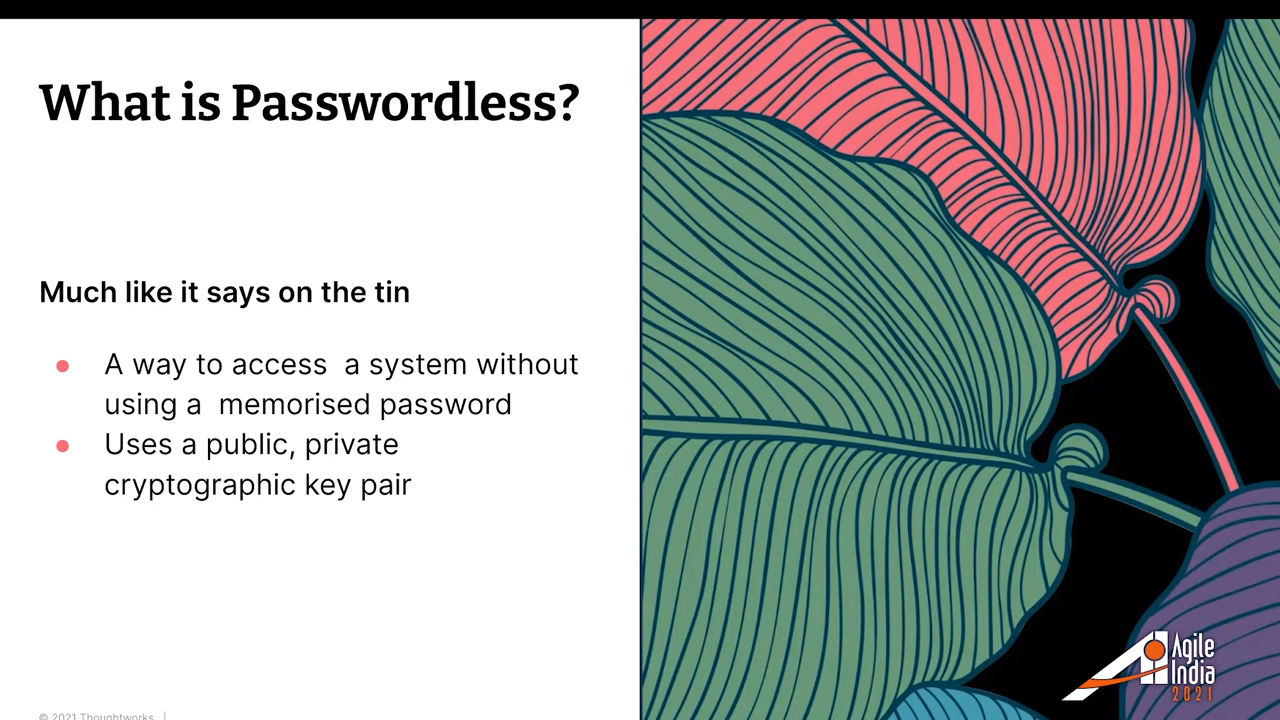 What is Passwordless?
Much like it says on the tin
A way to access  a system without
using a  memorised password
Uses a public, private
cryptographic key pair
© 2021 Thoughtworks |
Agile
India
2021